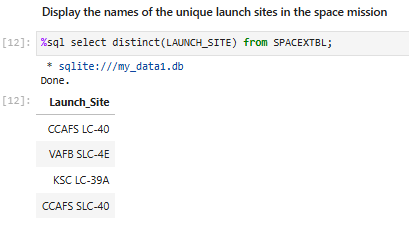 Display the names of the unique launch sites in the space mission
[12]: %sql select distinct(LAUNCH_SITE) from SPACEXTBL;
* sqlite:///my_data1.db
Done.
[12]: Launch_Site
CCAFS LC-40
VAFB SLC-4E
KSC LC-39A
CCAFS SLC-40